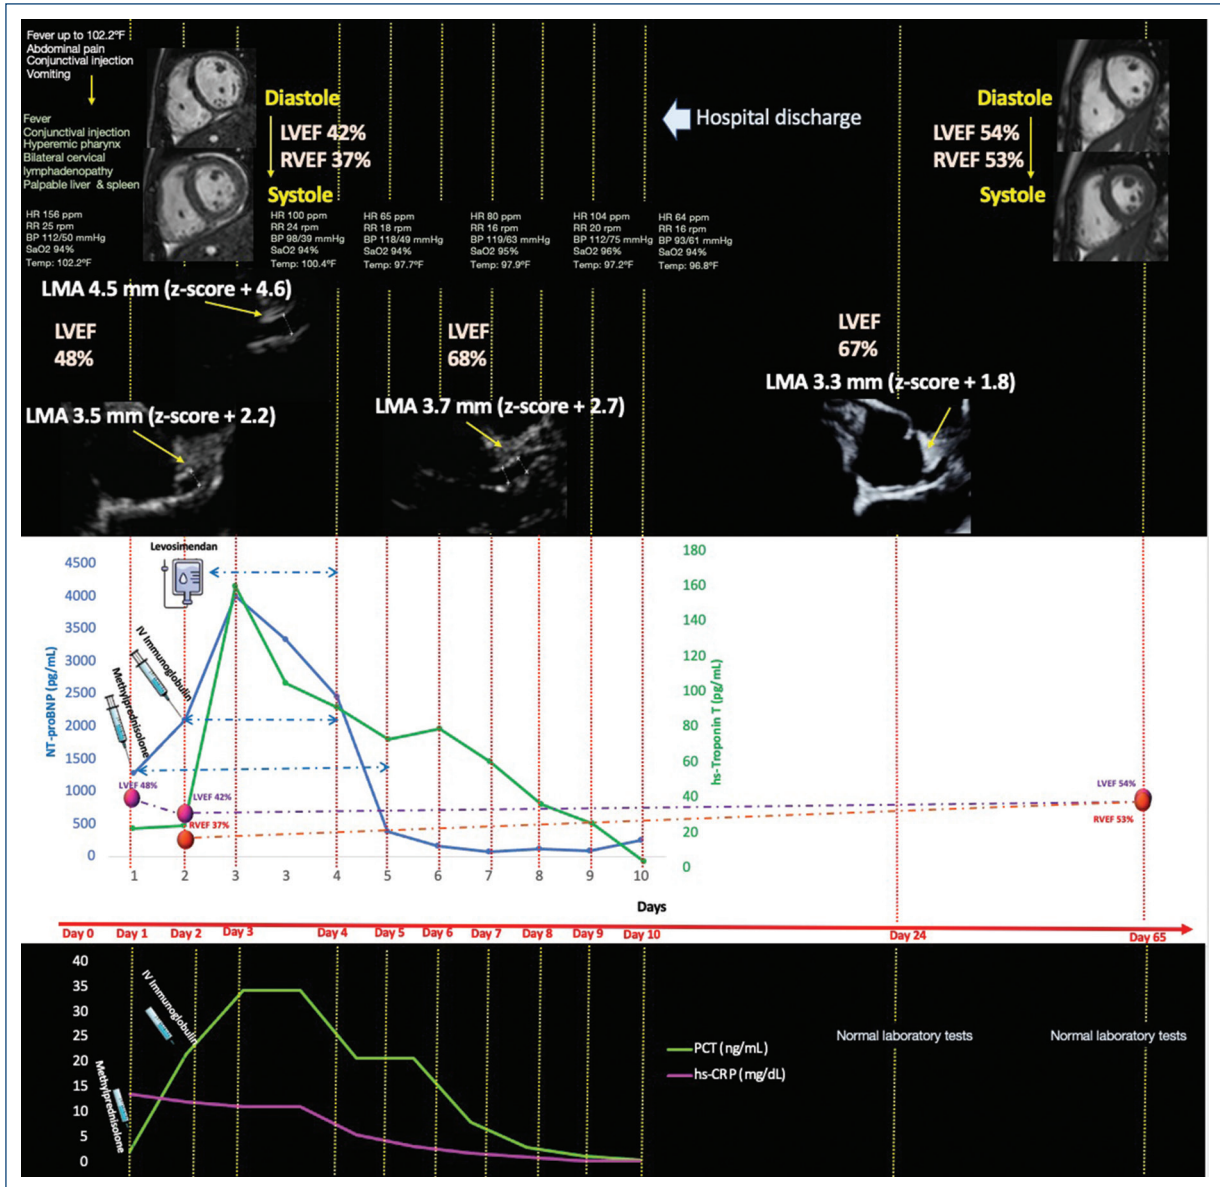 Fever up to 102.2ºF
Abdominal pain
Conjunctival injection
Vomiting
Fever
Conjunctival injection
Hyperemic pharynx
Bilateral cervical
lymphadenopathy
Palpable liver & spleen
Diastole
LVEF 42%
RVEF 37%
Systole
Hospital discharge
Diastole
LVEF 54%
RVEF 53%
Systole
HR 156 ppm
RR 25 rpm
BP 112/50 mmHg
SaO2 94%
Temp: 102.2ºF
HR 100 ppm
RR 24 rpm
BP 98/39 mmHg
SaO2 94%
Temp: 100.4ºF
HR 65 ppm
RR 18 rpm
BP 118/49 mmHg
SaO2 94%
Temp: 97.7ºF
HR 80 ppm
RR 16 rpm
BP 119/63 mmHg
SaO2 95%
Temp: 97.9ºF
HR 104 ppm
RR 20 rpm
BP 112/75 mmHg
SaO2 96%
Temp: 97.2ºF
HR 64 ppm
RR 16 rpm
BP 93/61 mmHg
SaO2 94%
Temp: 96.8ºF
LMA 4.5 mm (z-score + 4.6)
LVEF
48%
LVEF
68%
LVEF
67%
LMA 3.5 mm (z-score + 2.2)
LMA 3.7 mm (z-score + 2.7)
LMA 3.3 mm (z-score + 1.8)
Levosimendan
IV Immunoglobulin
Methylprednisolone
NT-proBNP (pg/mL)
4500
4000
3500
3000
2500
2000
1500
1000
500
0
hs-Troponin T (pg/mL)
180
160
140
120
100
80
60
40
20
0
LVEF 48%
LVEF 42%
RVEF 37%
LVEF 54%
RVEF 53%
1 2 3 3 4 5 6 7 8 9 10
Days
Day 0 Day 1 Day 2 Day 3 Day 4 Day 5 Day 6 Day 7 Day 8 Day 9 Day 10 Day 24 Day 65
40
35
30
25
20
15
10
5
0
IV Immunoglobulin
Methylprednisolone
PCT (ng/mL)
hs-CRP (mg/dL)
Normal laboratory tests
Normal laboratory tests